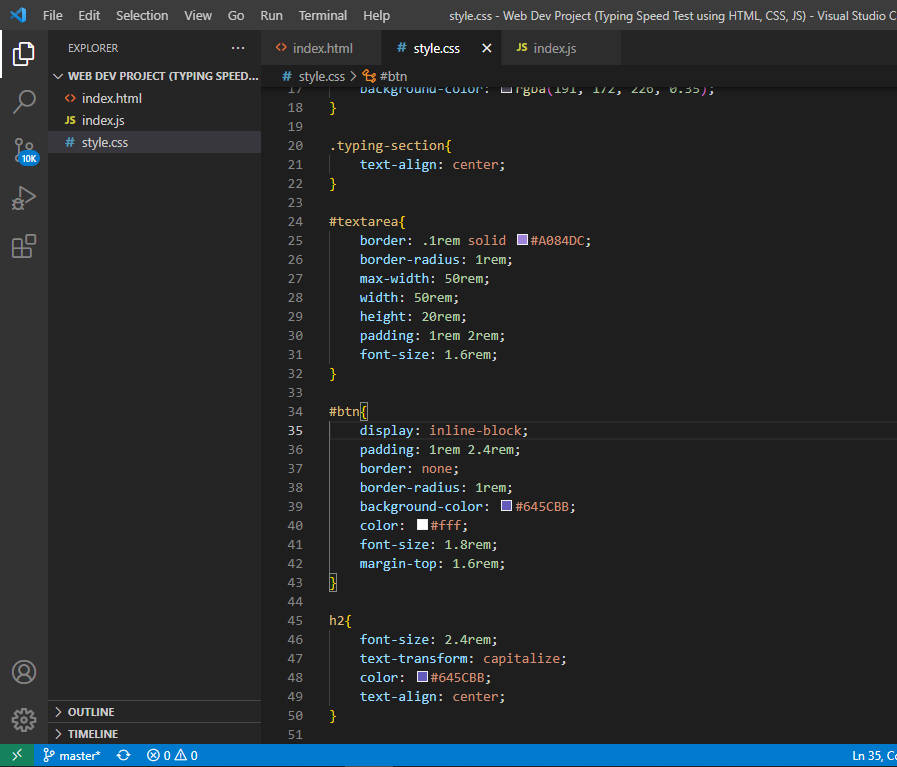 File Edit Selection View Go Run Terminal Help style.css - Web Dev Project (Typing Speed Test using HTML, CSS, JS) - Visual Studio C
EXPLORER ···
WEB DEV PROJECT (TYPING SPEED...
<> index.html
JS index.js
# style.css
10K
OUTLINE
TIMELINE
<> index.html # style.css × JS index.js
# style.css > #btn
17 background-color: rgba(191, 172, 226, 0.35);
18 }
19
20 .typing-section{
21 text-align: center;
22 }
23
24 #textarea{
25 border: .1rem solid #A084DC;
26 border-radius: 1rem;
27 max-width: 50rem;
28 width: 50rem;
29 height: 20rem;
30 padding: 1rem 2rem;
31 font-size: 1.6rem;
32 }
33
34 #btn{
35 display: inline-block;
36 padding: 1rem 2.4rem;
37 border: none;
38 border-radius: 1rem;
39 background-color: #645CBB;
40 color: #fff;
41 font-size: 1.8rem;
42 margin-top: 1.6rem;
43 }
44
45 h2{
46 font-size: 2.4rem;
47 text-transform: capitalize;
48 color: #645CBB;
49 text-align: center;
50 }
51
master* 0 0 Ln 35, Co